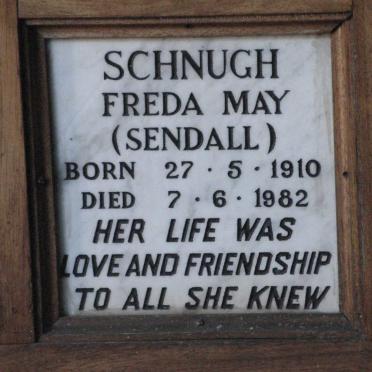 SCHNUGH
FREDA MAY
(SENDALL)
BORN 27·5·1910
DIED 7·6·1982
HER LIFE WAS
LOVE AND FRIENDSHIP
TO ALL SHE KNEW